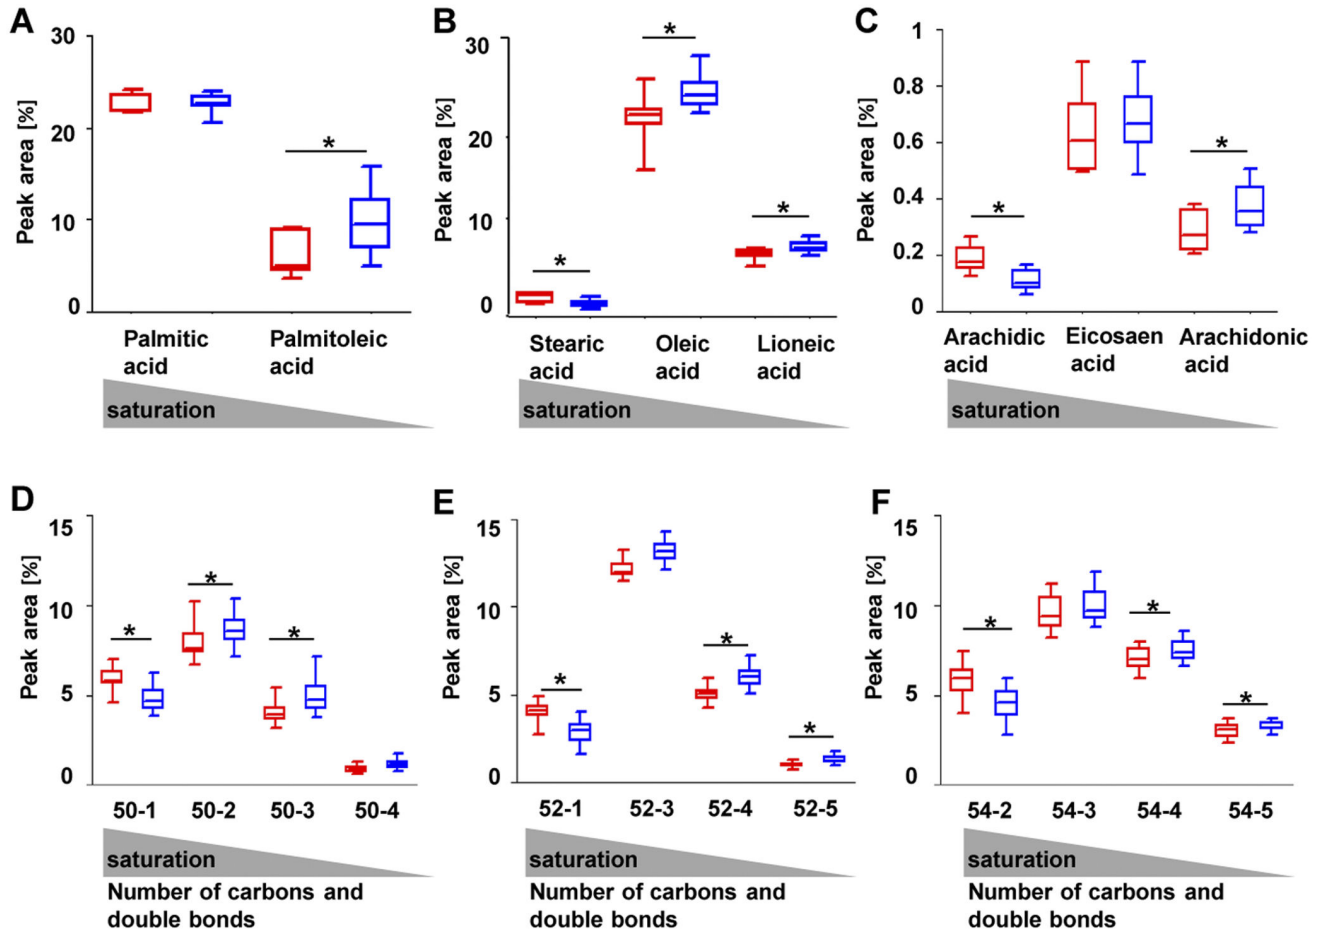 A
Peak area [%]
30
20
10
0
*
Palmitic acid
Palmitoleic acid
saturation
B
Peak area [%]
30
20
10
0
*
*
*
Stearic acid
Oleic acid
Lioneic acid
saturation
C
Peak area [%]
1
0.8
0.6
0.4
0.2
0
*
*
Arachidic acid
Eicosaen acid
Arachidonic acid
saturation
D
Peak area [%]
15
10
5
0
*
*
*
50-1 50-2 50-3 50-4
saturation
Number of carbons and
double bonds
E
Peak area [%]
15
10
5
0
*
*
*
52-1 52-3 52-4 52-5
saturation
Number of carbons and
double bonds
F
Peak area [%]
15
10
5
0
*
*
*
54-2 54-3 54-4 54-5
saturation
Number of carbons and
double bonds